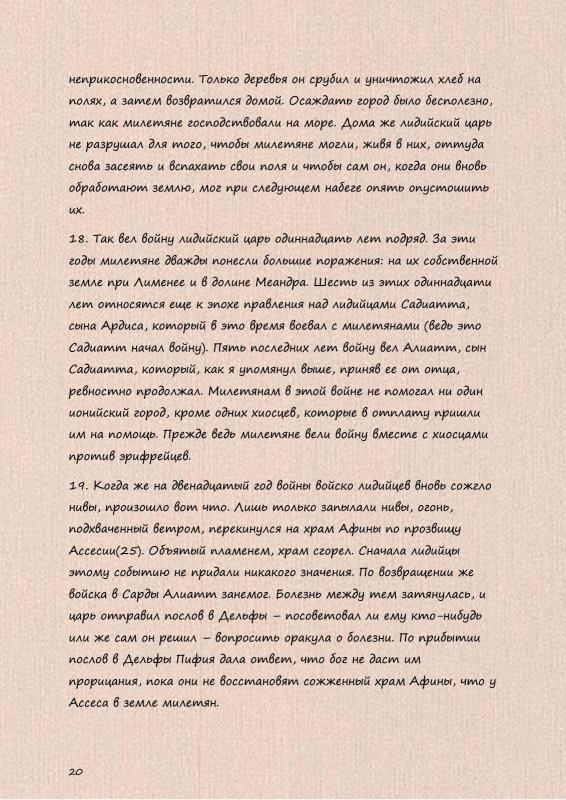 неприкосновенности. Только деревья он срубил и уничтожил хлеб на
полях, а затем возвратился домой. Осаждать город было бесполезно,
так как милетяне господствовали на море. Дома же лидийский царь
не разрушал для того, чтобы милетяне могли, живя в них, оттуда
снова засеять и вспахать свои поля и чтобы сам он, когда они вновь
обработают землю, мог при следующем набеге опять опустошить
их.
18. Так вел войну лидийский царь одиннадцать лет подряд. За эти
годы милетяне дважды понесли большие поражения: на их собственной
земле при Лименее и в долине Меандра. Шесть из этих одиннадцати
лет относятся еще к эпохе правления над лидийцами Садиатта,
сына Ардиса, который в это время воевал с милетянами (ведь это
Садиатт начал войну). Пять последних лет войну вел Алиатт, сын
Садиатта, который, как я упомянул выше, приняв ее от отца,
ревностно продолжал. Милетянам в этой войне не помогал ни один
ионийский город, кроме одних хиосцев, которые в отплату пришли
им на помощь. Прежде ведь милетяне вели войну вместе с хиосцами
против эрифрейцев.
19. Когда же на двенадцатый год войны войско лидийцев вновь сожгло
нивы, произошло вот что. Лишь только запылали нивы, огонь,
подхваченный ветром, перекинулся на храм Афины по прозвищу
Ассесии(25). Объятый пламенем, храм сгорел. Сначала лидийцы
этому событию не придали никакого значения. По возвращении же
войска в Сарды Алиатт занемог. Болезнь между тем затянулась, и
царь отправил послов в Дельфы – посоветовал ли ему кто-нибудь
или же сам он решил – вопросить оракула о болезни. По прибытии
послов в Дельфы Пифия дала ответ, что бог не даст им
прорицания, пока они не восстановят сожженный храм Афины, что у
Ассеса в земле милетян.
20